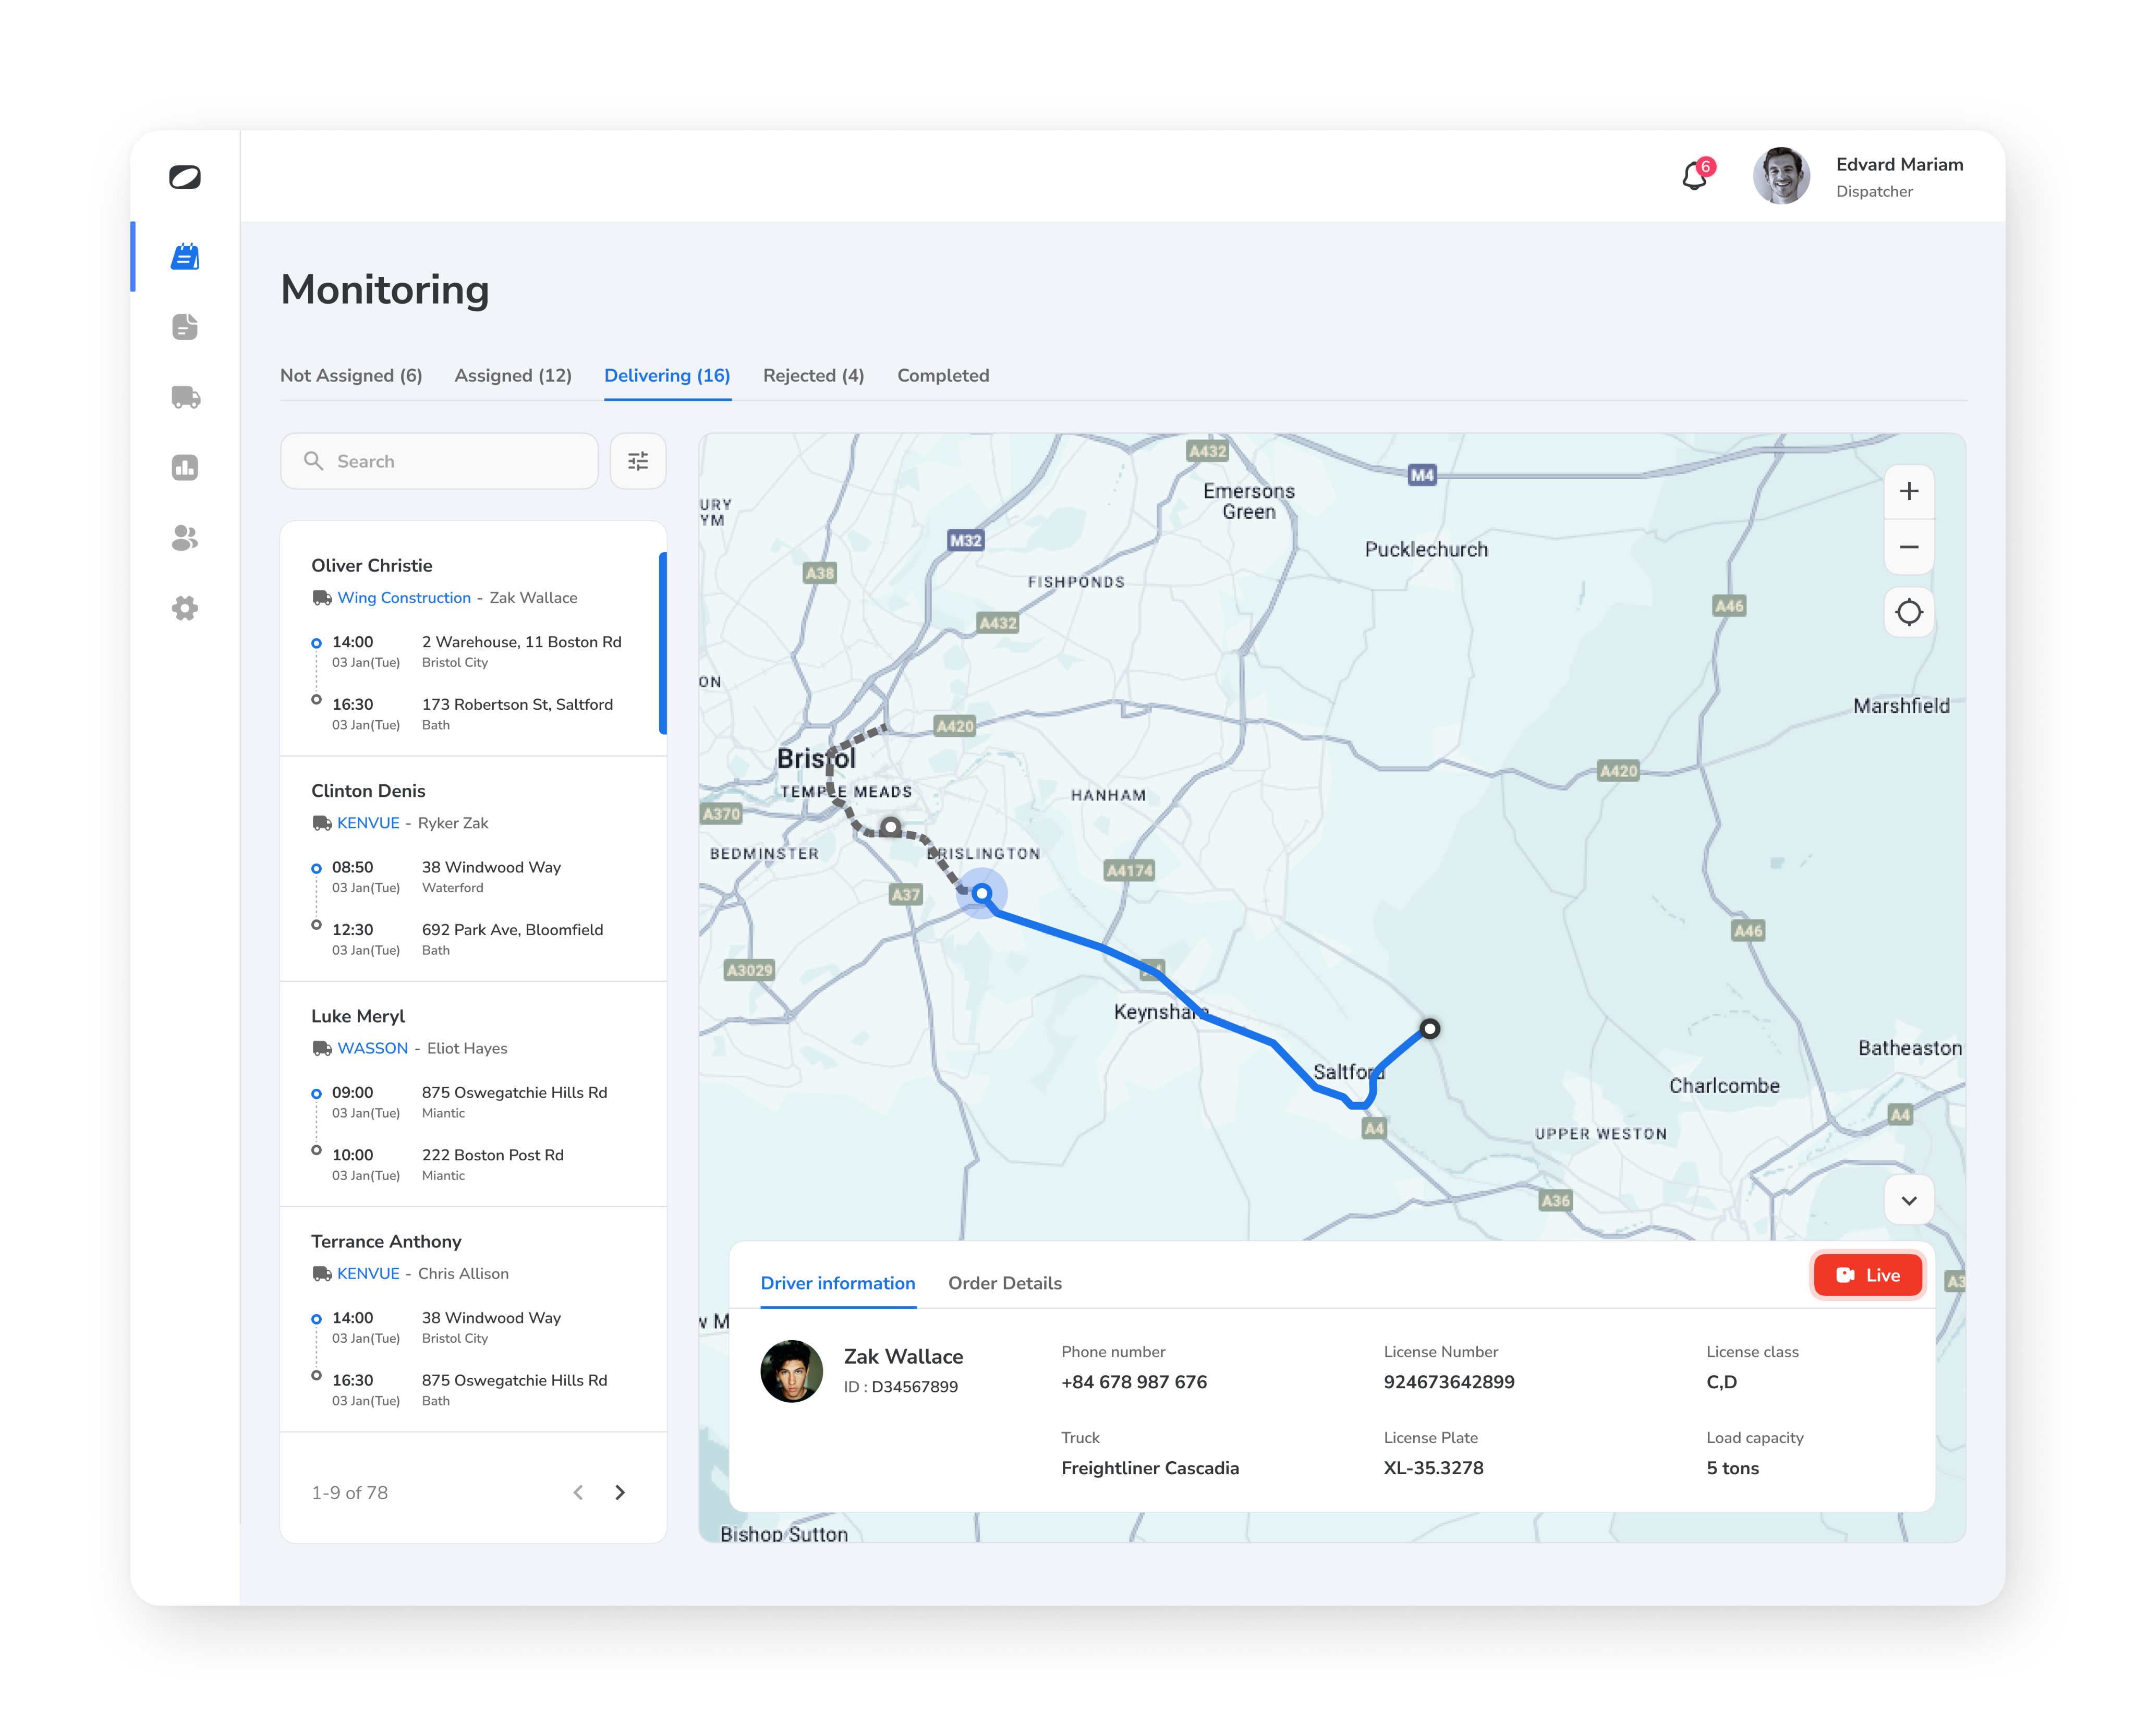 6
Edvard Mariam
Dispatcher
Monitoring
Not Assigned (6)
Assigned (12)
Delivering (16)
Rejected (4)
Completed
Search
Oliver Christie
Wing Construction - Zak Wallace
14:00 2 Warehouse, 11 Boston Rd
03 Jan(Tue) Bristol City
16:30 173 Robertson St, Saltford
03 Jan(Tue) Bath
Clinton Denis
KENVUE - Ryker Zak
08:50 38 Windwood Way
03 Jan(Tue) Waterford
12:30 692 Park Ave, Bloomfield
03 Jan(Tue) Bath
Luke Meryl
WASSON - Eliot Hayes
09:00 875 Oswegatchie Hills Rd
03 Jan(Tue) Miantic
10:00 222 Boston Post Rd
03 Jan(Tue) Miantic
Terrance Anthony
KENVUE - Chris Allison
14:00 38 Windwood Way
03 Jan(Tue) Bristol City
16:30 875 Oswegatchie Hills Rd
03 Jan(Tue) Bath
1-9 of 78
A432
M4
Emersons
Green
URY
YM
M32
Pucklechurch
A38
FISHPONDS
A46
A432
ON
Marshfield
A420
Bristol
A420
TEMPLE MEADS
HANHAM
A370
BEDMINSTER
BRISLINGTON
A4174
A37
A46
A3029
A4
Keynsham
Batheaston
Saltford
Charlcombe
A4
A4
UPPER WESTON
A36
A3
w M
Bishop Sutton
Driver information
Order Details
Live
Zak Wallace
ID : D34567899
Phone number
+84 678 987 676
License Number
924673642899
License class
C,D
Truck
Freightliner Cascadia
License Plate
XL-35.3278
Load capacity
5 tons